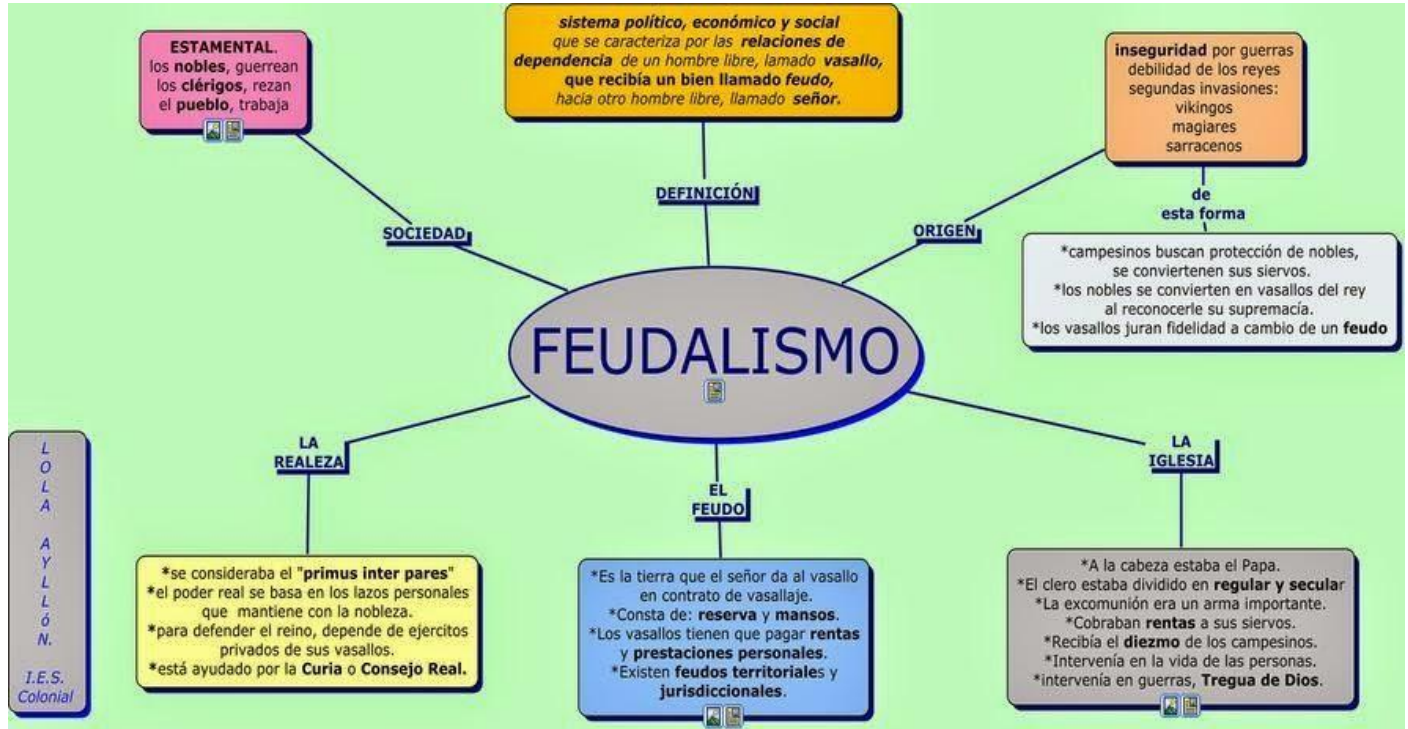 ESTAMENTAL.
los nobles, guerrean
los clérigos, rezan
el pueblo, trabaja
SOCIEDAD
sistema político, económico y social
que se caracteriza por las relaciones de
dependencia de un hombre libre, lamado vasallo,
que recibía un bien llamado feudo,
hacia otro hombre libre, llamado señor.
DEFINICIÓN
inseguridad por guerras
debilidad de los reyes
segundas invasiones:
vikingos
magiares
sarracenos
ORIGEN
de
esta forma
*campesinos buscan protección de nobles,
se conviertenen sus siervos.
*los nobles se convierten en vasallos del rey
al reconocerle su supremacía.
*los vasallos juran fidelidad a cambio de un feudo
FEUDALISMO
LA
REALEZA
*se consideraba el "primus inter pares"
*el poder real se basa en los lazos personales
que mantiene con la nobleza.
*para defender el reino, depende de ejercitos
privados de sus vasallos.
*está ayudado por la Curia o Consejo Real.
EL
FEUDO
*Es la tierra que el señor da al vasallo
en contrato de vasallaje.
*Consta de: reserva y mansos.
*Los vasallos tienen que pagar rentas
y prestaciones personales.
*Existen feudos territoriales y
jurisdiccionales.
LA
IGLESIA
*A la cabeza estaba el Papa.
*El clero estaba dividido en regular y secular
*La excomunión era un arma importante.
*Cobraban rentas a sus siervos.
*Recibía el diezmo de los campesinos.
*Intervenía en la vida de las personas.
*intervenía en guerras, Tregua de Dios.
LOLA AYLLóN.
I.E.S.
Colonial